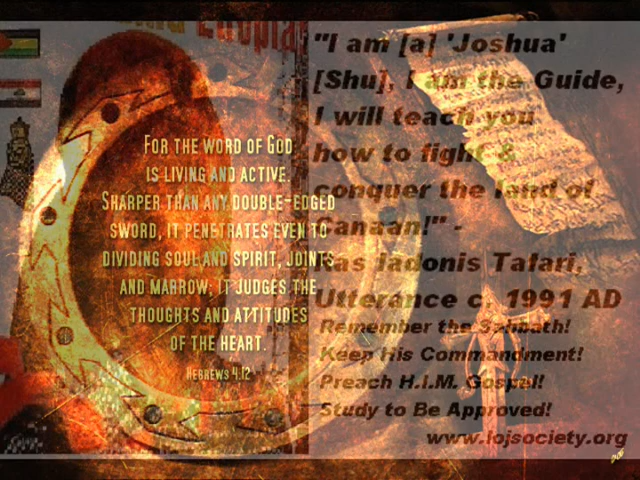 Ethiopia
FOR THE WORD OF GOD
IS LIVING AND ACTIVE.
SHARPER THAN ANY DOUBLE-EDGED
SWORD, IT PENETRATES EVEN TO
DIVIDING SOUL AND SPIRIT, JOINTS
AND MARROW; IT JUDGES THE
THOUGHTS AND ATTITUDES
OF THE HEART.
HEBREWS 4:12
"I am [a] 'Joshua'
[Shu], I am the Guide,
I will teach you
how to fight &
conquer the land of
Canaan!" -
Ras Iadonis Tafari,
Utterance c. 1991 AD
Remember the Sabbath!
Keep His Commandment!
Preach H.I.M. Gospel!
Study to Be Approved!
www.lojsociety.org